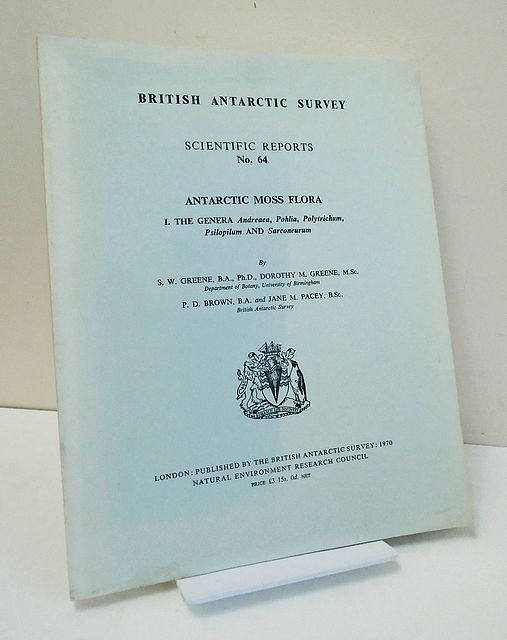 BRITISH ANTARCTIC SURVEY
SCIENTIFIC REPORTS
No. 64
ANTARCTIC MOSS FLORA
I. THE GENERA Andreaea, Pohlia, Polytrichum,
Psilopilum AND Sarconeurum
By
S. W. GREENE, B.A., Ph.D., DOROTHY M. GREENE, M.Sc.
Department of Botany, University of Birmingham
P. D. BROWN, B.A. and JANE M. PACEY, B.Sc.
British Antarctic Survey
LONDON: PUBLISHED BY THE BRITISH ANTARCTIC SURVEY: 1970
NATURAL ENVIRONMENT RESEARCH COUNCIL
PRICE £3 15s. 0d. NET